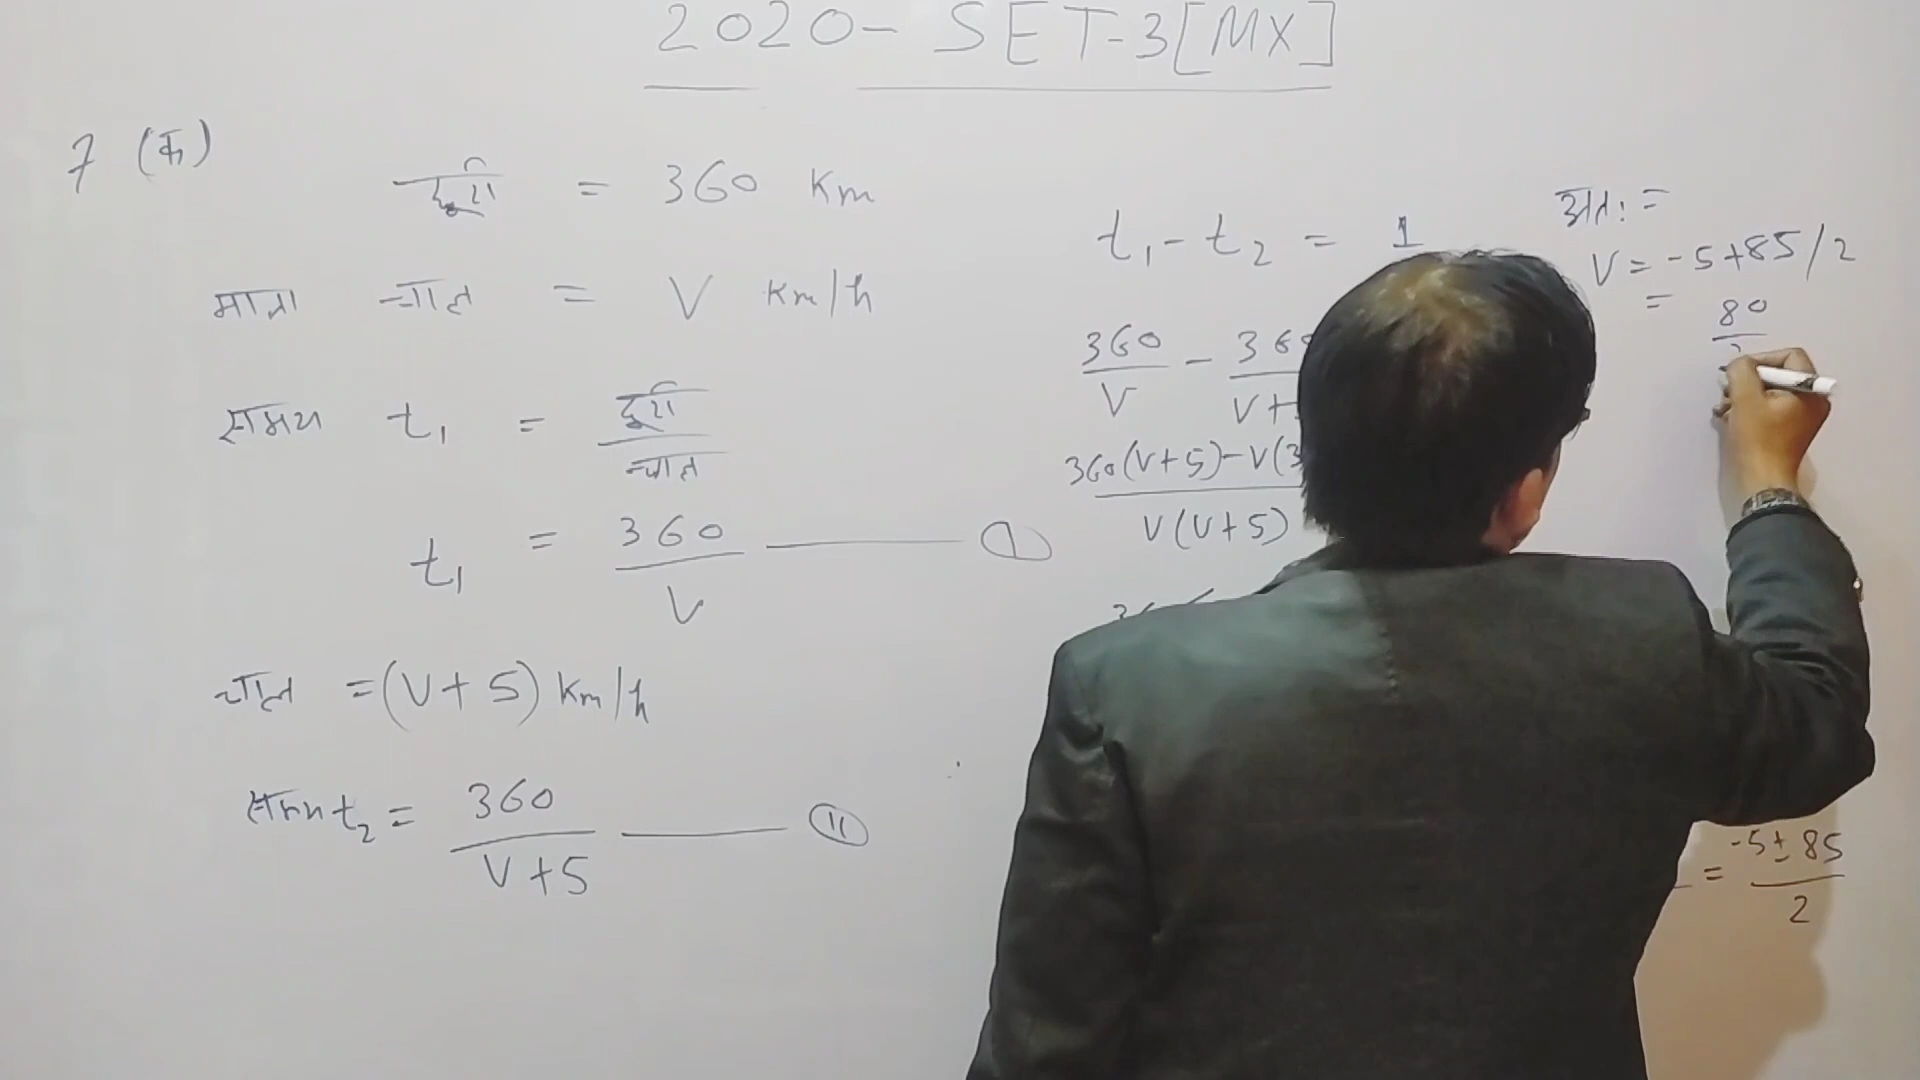 2020- SET-3[MX]
7 (क)
दूरी = 360 Km
माना चाल = V Km/h
समय t₁ = दूरी / चाल
t₁ = 360 / V ——— (I)
चाल = (V+5) Km/h
समय t₂ = 360 / V+5 ——— (II)
t₁ - t₂ = 1
360 / V - 36 / V+
360(V+5)-V(3
V(V+5)
अतः =
V = -5+85/2
= 80
= -5±85 / 2